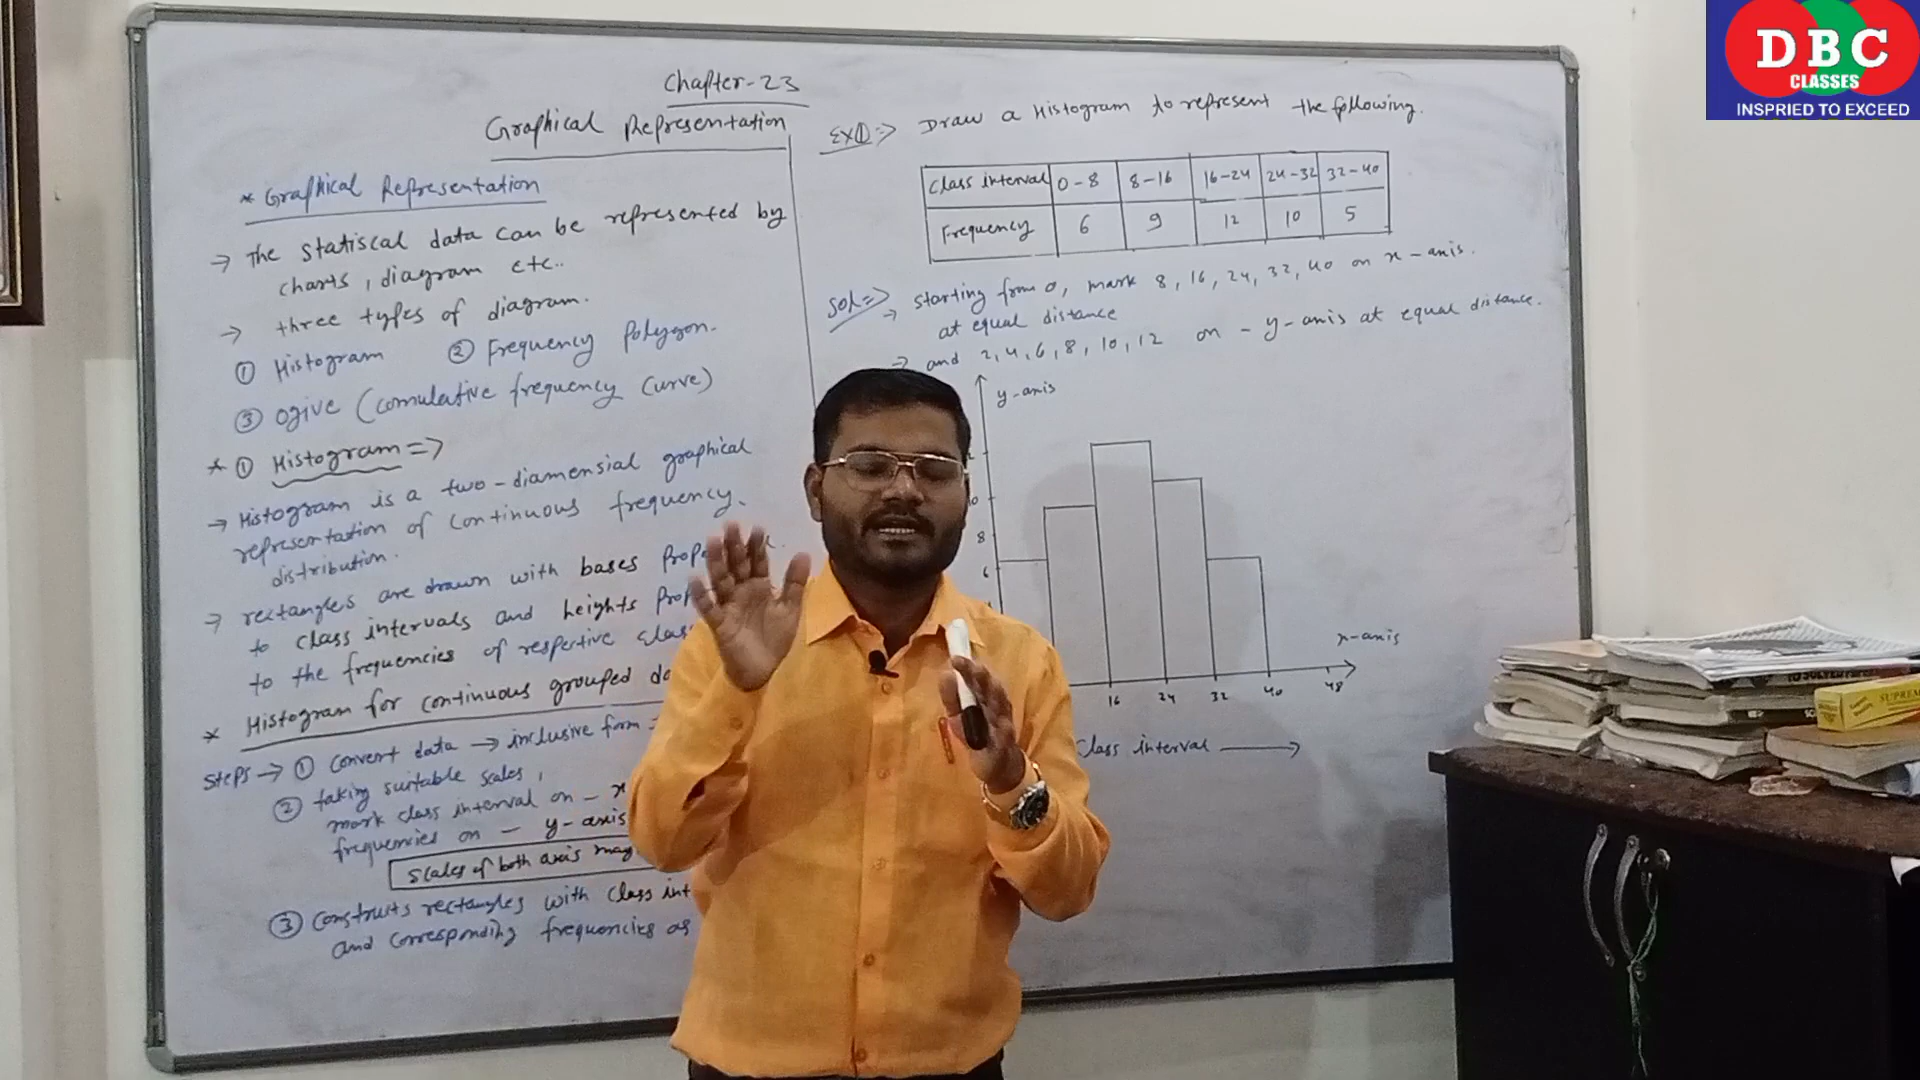 Chapter-23
Graphical Representation
* Graphical Representation
→ The statiscal data can be represented by
charts, diagram etc..
→ three types of diagram.
① Histogram ② Frequency Polygon.
③ ogive (comulative frequency curve)
* ① Histogram =>
→ Histogram is a two-diamensial graphical
representation of continuous frequency.
distribution.
→ rectangles are drawn with bases
to class intervals and heights
to the frequencies of respective
* Histogram for continuous grouped
Steps → ① convert data → inclusive form
② taking suitable scales,
mark class interval on - x
frequencies on - y-axis
Scales of both axis may
③ Constructs rectangles with class
and corresponding frequencies as
Ex① => Draw a Histogram to represent the following.
Class interval 0-8 8-16 16-24 24-32 32-40
Frequency 6 9 12 10 5
Sol => → starting from 0, mark 8, 16, 24, 32, 40 on x-axis.
at equal distance
→ and 2, 4, 6, 8, 10, 12 on - y-axis at equal distance.
y-axis
8
6
x-axis
16 24 32 40 48
Class interval →
DBC
CLASSES
INSPRIED TO EXCEED